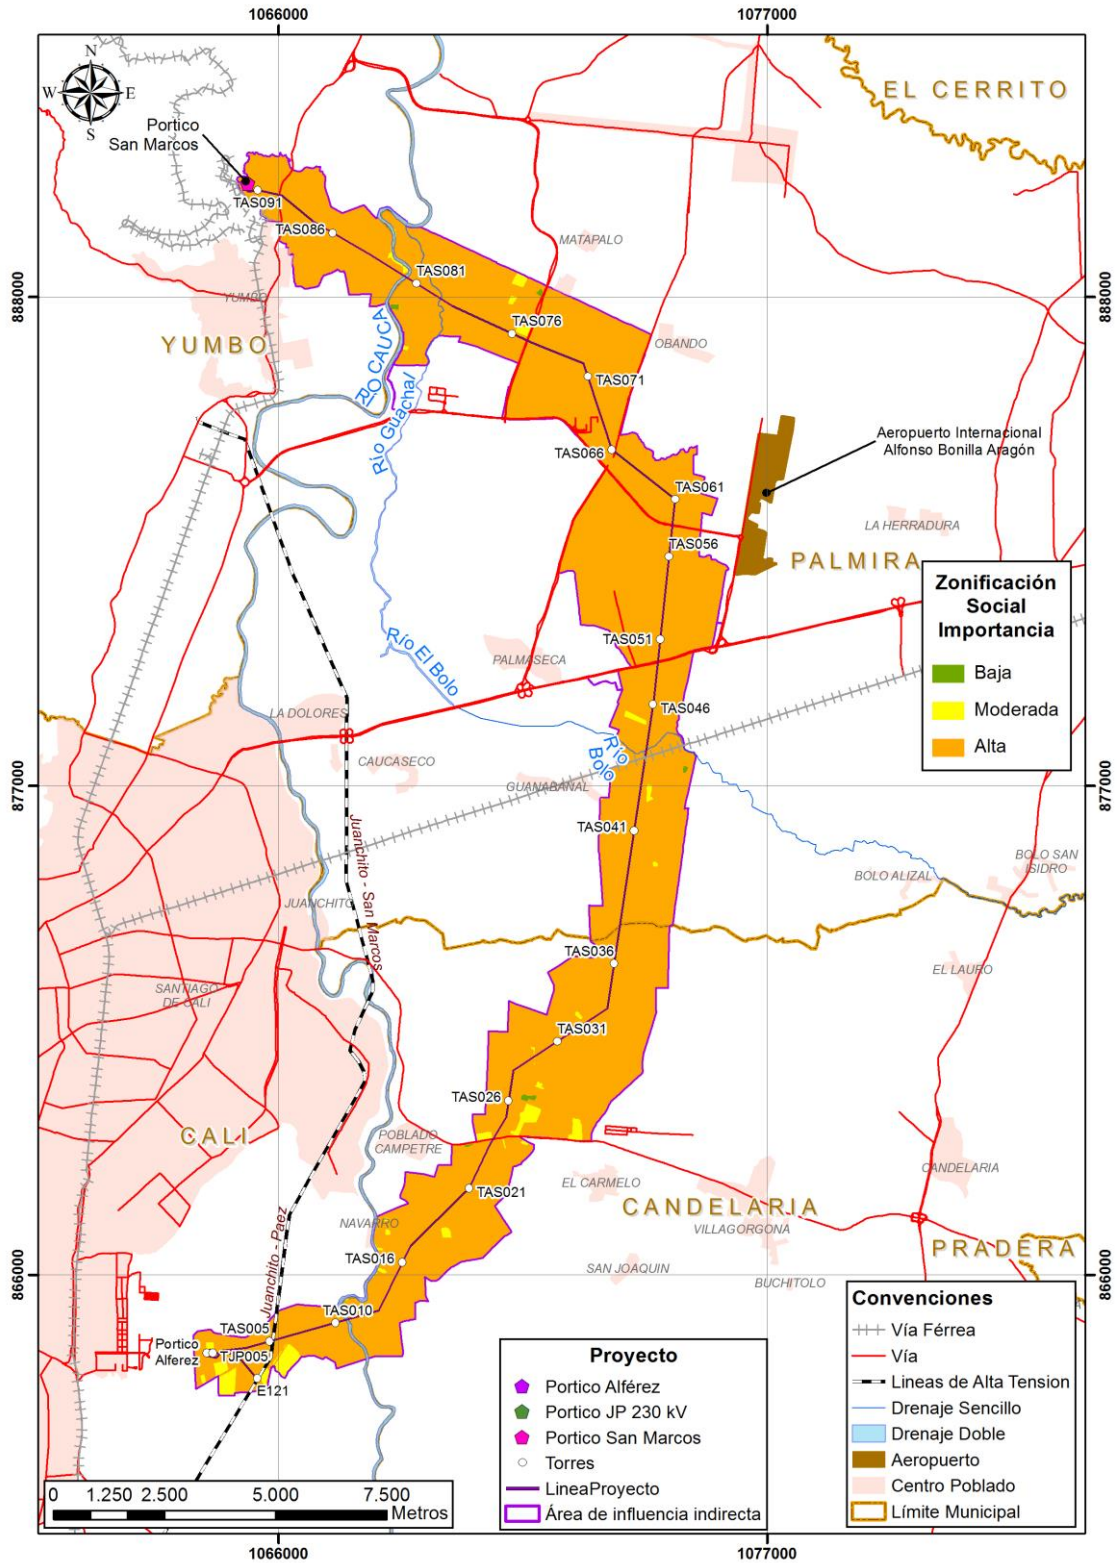 1066000
1077000
N
W
E
S
EL CERRITO
Portico
San Marcos
TAS091
TAS086
MATAPALO
TAS081
888000
888000
YUMBO
YUMBO
RÍO CAUCA
TAS076
OBANDO
TAS071
Río Guachal
Aeropuerto Internacional
Alfonso Bonilla Aragón
TAS066
TAS061
LA HERRADURA
TAS056
PALMIRA
Zonificación
Social
Importancia
Baja
Moderada
Alta
TAS051
Río El Bolo
PALMASECA
TAS046
LA DOLORES
Río
Bolo
CAUCASECO
877000
877000
GUANABANAL
TAS041
Juanchito - San Marcos
BOLO SAN
ISIDRO
BOLO ALIZAL
JUANCHITO
TAS036
EL LAURO
SANTIAGO
DE CALI
TAS031
TAS026
CALI
POBLADO
CAMPETRE
CANDELARIA
EL CARMELO
TAS021
CANDELARIA
NAVARRO
VILLAGORGONA
PRADERA
TAS016
SAN JOAQUIN
BUCHITOLO
866000
866000
Juanchito - Paez
TAS010
TAS005
Portico
Alferez
TJP005
E121
Proyecto
Portico Alférez
Portico JP 230 kV
Portico San Marcos
Torres
LineaProyecto
Área de influencia indirecta
Convenciones
Vía Férrea
Vía
Lineas de Alta Tension
Drenaje Sencillo
Drenaje Doble
Aeropuerto
Centro Poblado
Límite Municipal
0 1.250 2.500 5.000 7.500
Metros
1066000
1077000